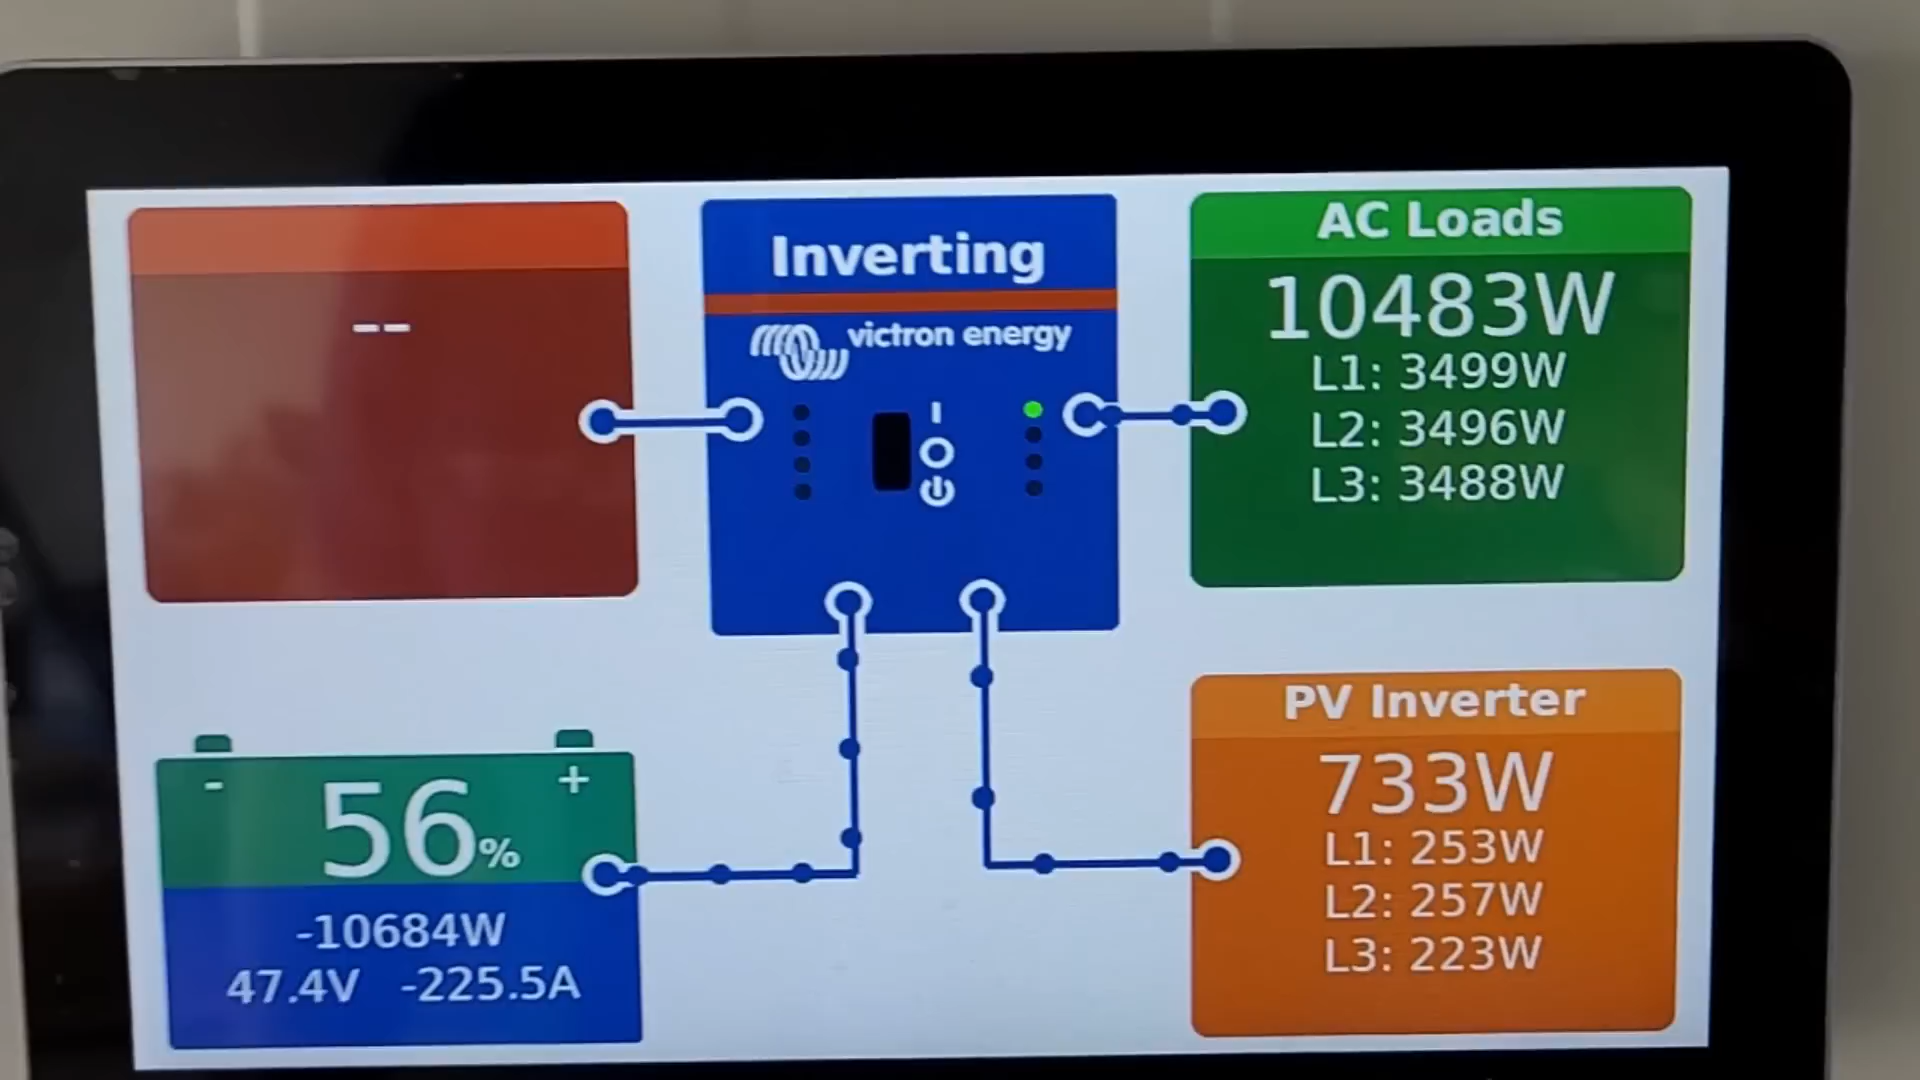 --
Inverting
victron energy
AC Loads
10483W
L1: 3499W
L2: 3496W
L3: 3488W
- +
56%
-10684W
47.4V -225.5A
PV Inverter
733W
L1: 253W
L2: 257W
L3: 223W